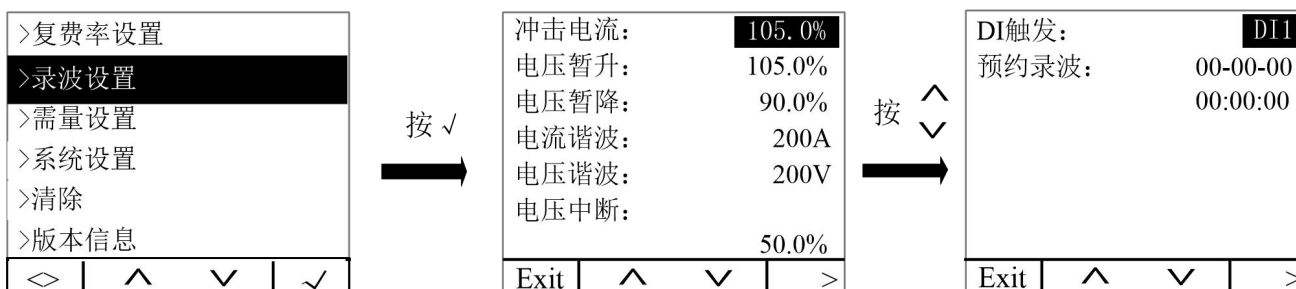 >复费率设置
>录波设置
>需量设置
>系统设置
>清除
>版本信息
<> ∧ ∨ √
按 √
冲击电流： 105.0%
电压暂升： 105.0%
电压暂降： 90.0%
电流谐波： 200A
电压谐波： 200V
电压中断：
50.0%
Exit ∧ ∨ >
按 ∧ ∨
DI触发： DI1
预约录波： 00-00-00
00:00:00
Exit ∧ ∨ >